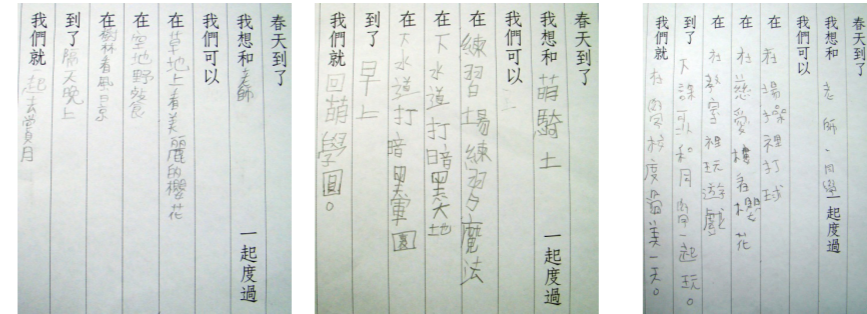 春天到了
我想和老師 一起度過
我們可以
在草地上看美麗的櫻花
在空地野餐
在樹林看風景
到了隔天晚上
我們就一起去賞月
春天到了
我想和萌騎士 一起度過
我們可以
在練習場練習魔法
在下水道打暗黑大地
在大水道打暗黑軍團
到了早上
我們就回萌學園。
春天到了
我想和老師、同學一起度過
我們可以
在在場操裡打球
在在慈愛樓看櫻花
在在教室裡玩遊戲
到了下課可以和同學一起玩。
我們就在學校度過美一天。